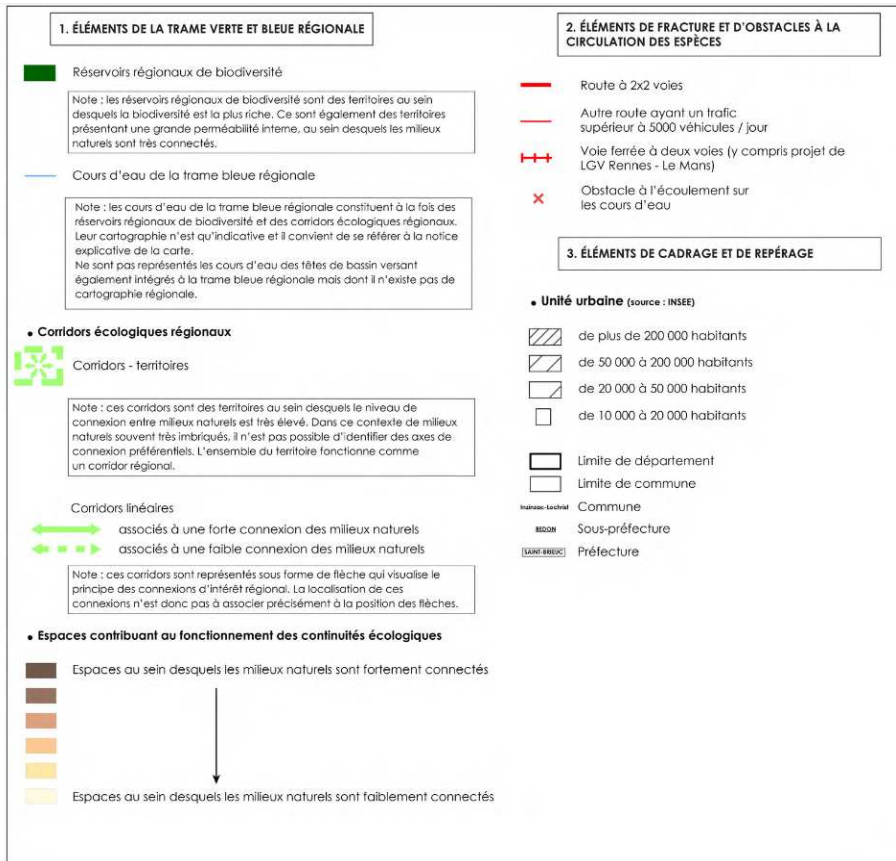 1. ÉLÉMENTS DE LA TRAME VERTE ET BLEUE RÉGIONALE
Réservoirs régionaux de biodiversité
Note : les réservoirs régionaux de biodiversité sont des territoires au sein
desquels la biodiversité est la plus riche. Ce sont également des territoires
présentant une grande perméabilité interne, au sein desquels les milieux
naturels sont très connectés.
Cours d'eau de la trame bleue régionale
Note : les cours d'eau de la trame bleue régionale constituent à la fois des
réservoirs régionaux de biodiversité et des corridors écologiques régionaux.
Leur cartographie n'est qu'indicative et il convient de se référer à la notice
explicative de la carte.
Ne sont pas représentés les cours d'eau des têtes de bassin versant
également intégrés à la trame bleue régionale mais dont il n'existe pas de
cartographie régionale.
• Corridors écologiques régionaux
Corridors - territoires
Note : ces corridors sont des territoires au sein desquels le niveau de
connexion entre milieux naturels est très élevé. Dans ce contexte de milieux
naturels souvent très imbriqués, il n'est pas possible d'identifier des axes de
connexion préférentiels. L'ensemble du territoire fonctionne comme
un corridor régional.
Corridors linéaires
associés à une forte connexion des milieux naturels
associés à une faible connexion des milieux naturels
Note : ces corridors sont représentés sous forme de flèche qui visualise le
principe des connexions d'intérêt régional. La localisation de ces
connexions n'est donc pas à associer précisément à la position des flèches.
• Espaces contribuant au fonctionnement des continuités écologiques
Espaces au sein desquels les milieux naturels sont fortement connectés
Espaces au sein desquels les milieux naturels sont faiblement connectés
2. ÉLÉMENTS DE FRACTURE ET D'OBSTACLES À LA
CIRCULATION DES ESPÈCES
Route à 2x2 voies
Autre route ayant un trafic
supérieur à 5000 véhicules / jour
Voie ferrée à deux voies (y compris projet de
LGV Rennes - Le Mans)
Obstacle à l'écoulement sur
les cours d'eau
3. ÉLÉMENTS DE CADRAGE ET DE REPÉRAGE
• Unité urbaine (source : INSEE)
de plus de 200 000 habitants
de 50 000 à 200 000 habitants
de 20 000 à 50 000 habitants
de 10 000 à 20 000 habitants
Limite de département
Limite de commune
Inzinzac-Lochrist Commune
REDON Sous-préfecture
SAINT-BRIEUC Préfecture